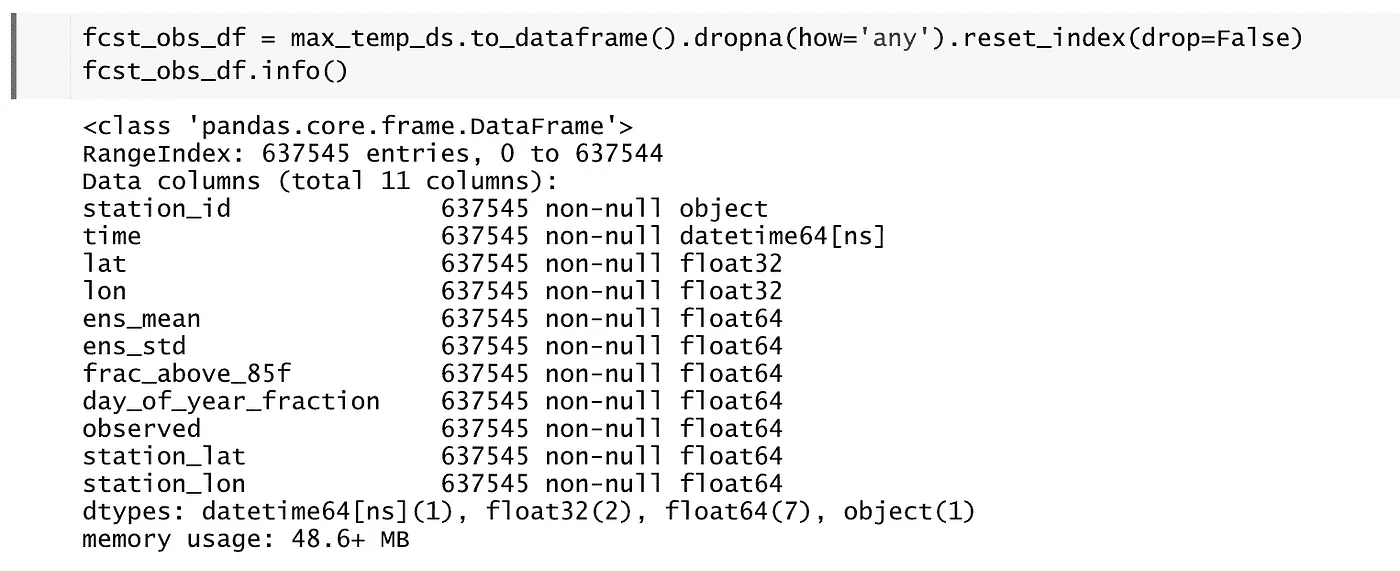 fcst_obs_df = max_temp_ds.to_dataframe().dropna(how='any').reset_index(drop=False)
fcst_obs_df.info()
<class 'pandas.core.frame.DataFrame'>
RangeIndex: 637545 entries, 0 to 637544
Data columns (total 11 columns):
station_id              637545 non-null object
time                    637545 non-null datetime64[ns]
lat                     637545 non-null float32
lon                     637545 non-null float32
ens_mean                637545 non-null float64
ens_std                 637545 non-null float64
frac_above_85f          637545 non-null float64
day_of_year_fraction    637545 non-null float64
observed                637545 non-null float64
station_lat             637545 non-null float64
station_lon             637545 non-null float64
dtypes: datetime64[ns](1), float32(2), float64(7), object(1)
memory usage: 48.6+ MB